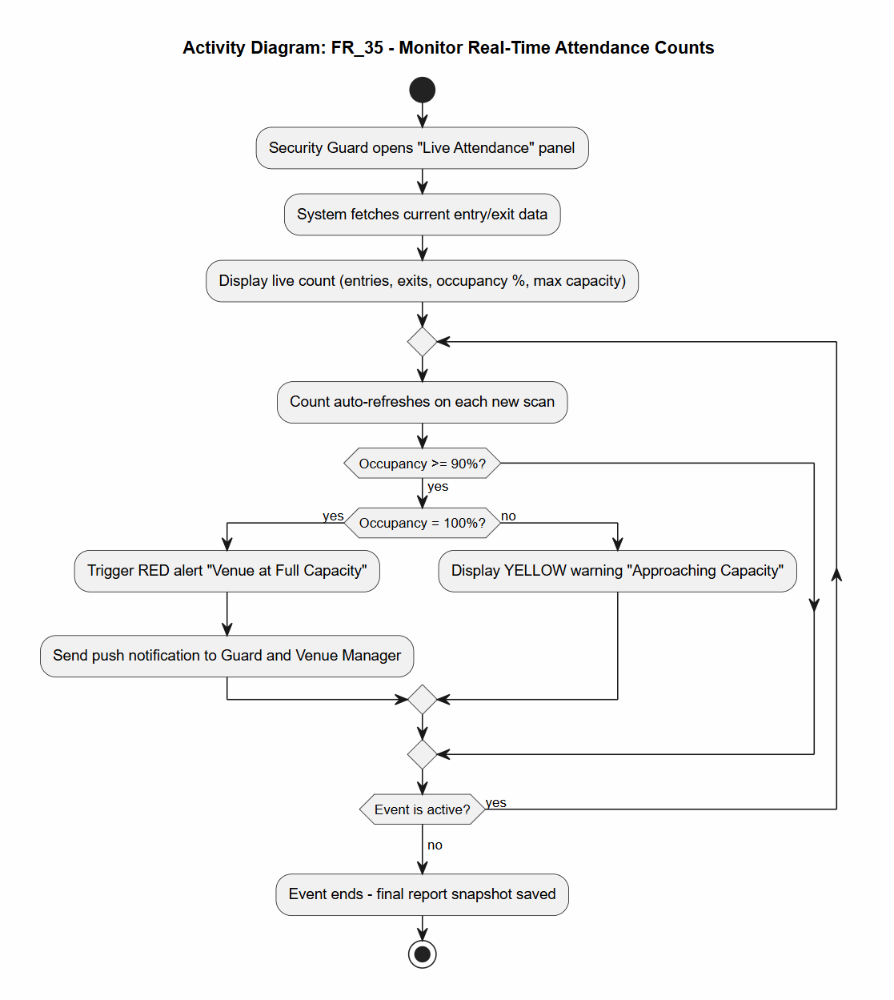 Activity Diagram: FR_35 - Monitor Real-Time Attendance Counts
Security Guard opens "Live Attendance" panel
System fetches current entry/exit data
Display live count (entries, exits, occupancy %, max capacity)
Count auto-refreshes on each new scan
Occupancy >= 90%?
yes
yes
Occupancy = 100%?
no
Trigger RED alert "Venue at Full Capacity"
Display YELLOW warning "Approaching Capacity"
Send push notification to Guard and Venue Manager
Event is active?
yes
no
Event ends - final report snapshot saved